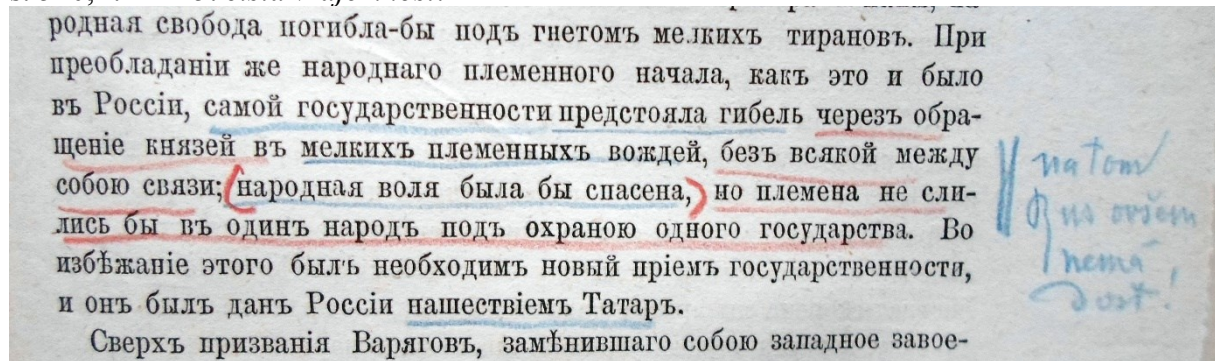 родная свобода погибла-бы подъ гнетомъ мелкихъ тирановъ. При
преобладаніи же народнаго племенного начала, какъ это и было
въ Россіи, самой государственности предстояла гибель черезъ обра-
щеніе князей въ мелкихъ племенныхъ вождей, безъ всякой между
собою связи; (народная воля была бы спасена,) но племена не сли-
лись бы въ одинъ народъ подъ охраною одного государства. Во
избѣжаніе этого былъ необходимъ новый пріемъ государственности,
и онъ былъ данъ Россіи нашествіемъ Татаръ.
Сверхъ призванія Варяговъ, замѣнившаго собою западное завое-
na tom
ovšem
nemá
dost!